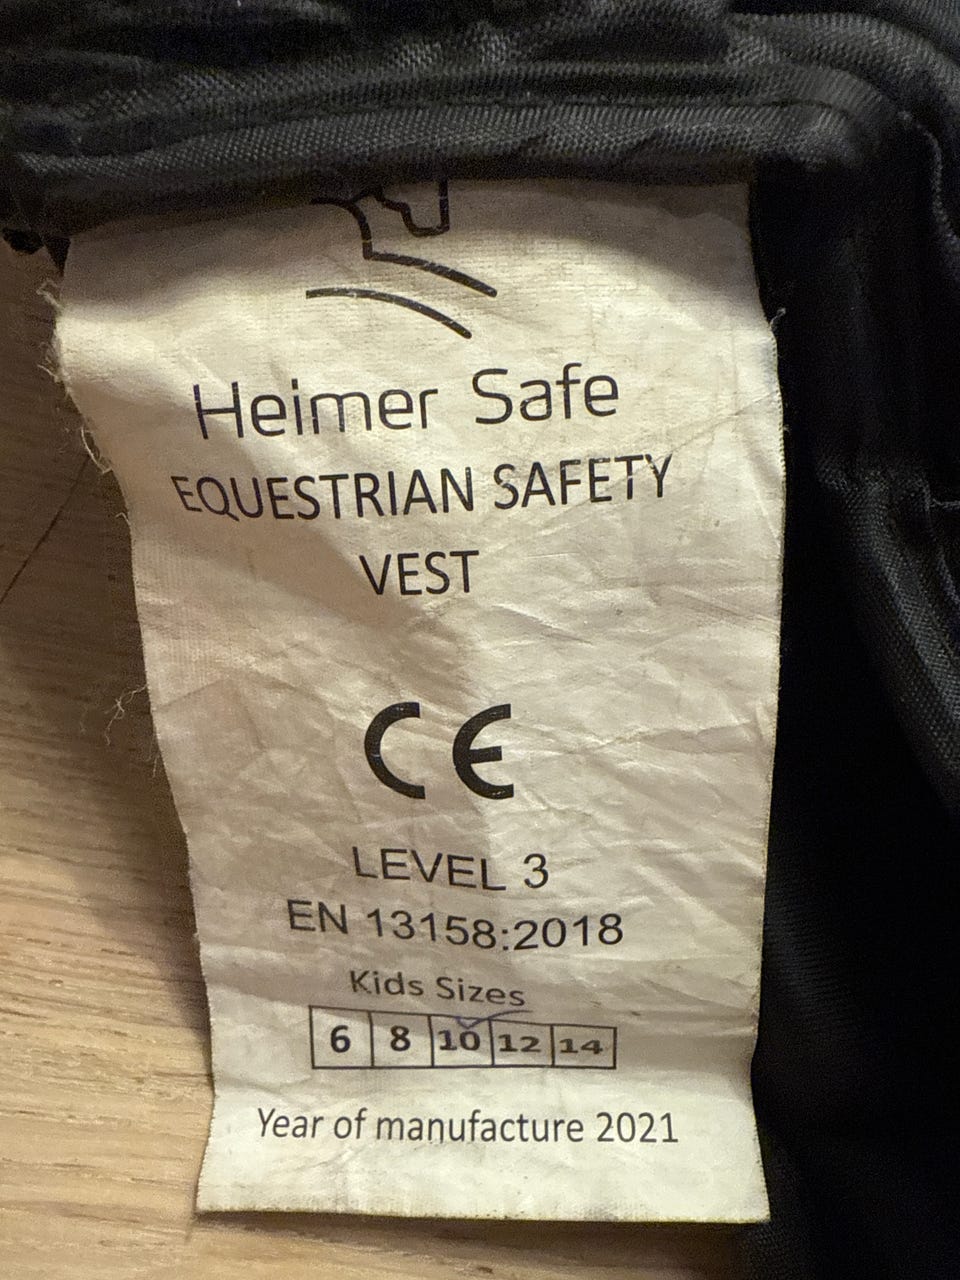 Heimer Safe
EQUESTRIAN SAFETY
VEST
CE
LEVEL 3
EN 13158:2018
Kids Sizes
6 8 10 12 14
Year of manufacture 2021